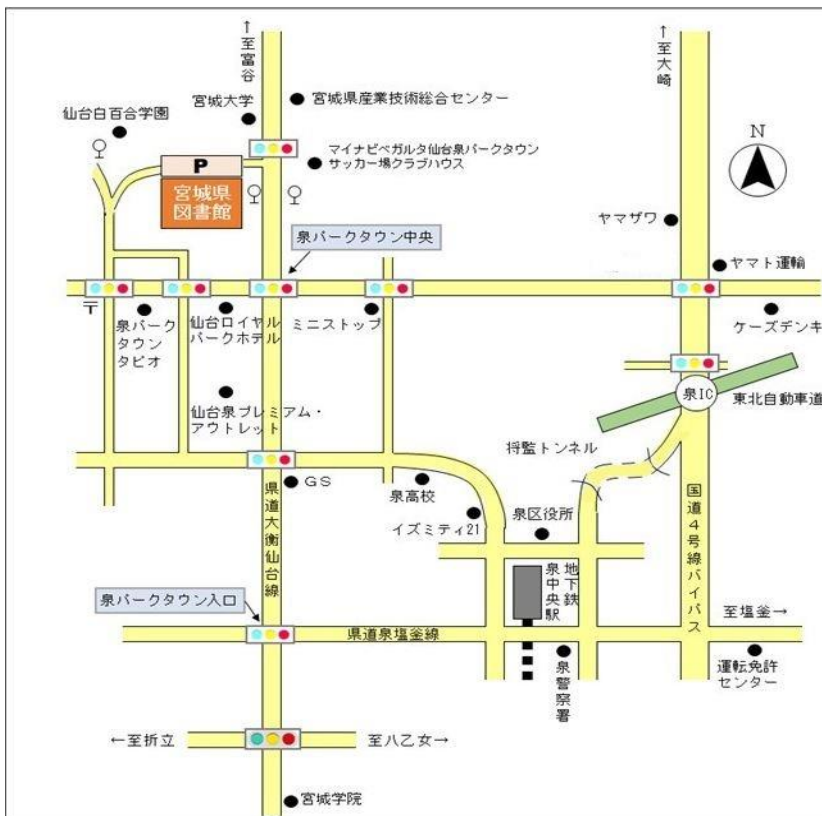 ↑至富谷
↑至大崎
宮城県産業技術総合センター
宮城大学
仙台白百合学園
マイナビベガルタ仙台泉パークタウン
サッカー場クラブハウス
N
P
宮城県
図書館
ヤマザワ
泉パークタウン中央
ヤマト運輸
〒
泉パーク
タウン
タピオ
仙台ロイヤル
パークホテル
ミニストップ
ケーズデンキ
泉IC
東北自動車道
仙台泉プレミアム・
アウトレット
将監トンネル
GS
泉高校
イズミティ21
泉区役所
県道大衡仙台線
国道4号線バイパス
地下鉄
泉中央駅
泉パークタウン入口
至塩釜→
県道泉塩釜線
泉警察署
運転免許
センター
←至折立
至八乙女→
宮城学院